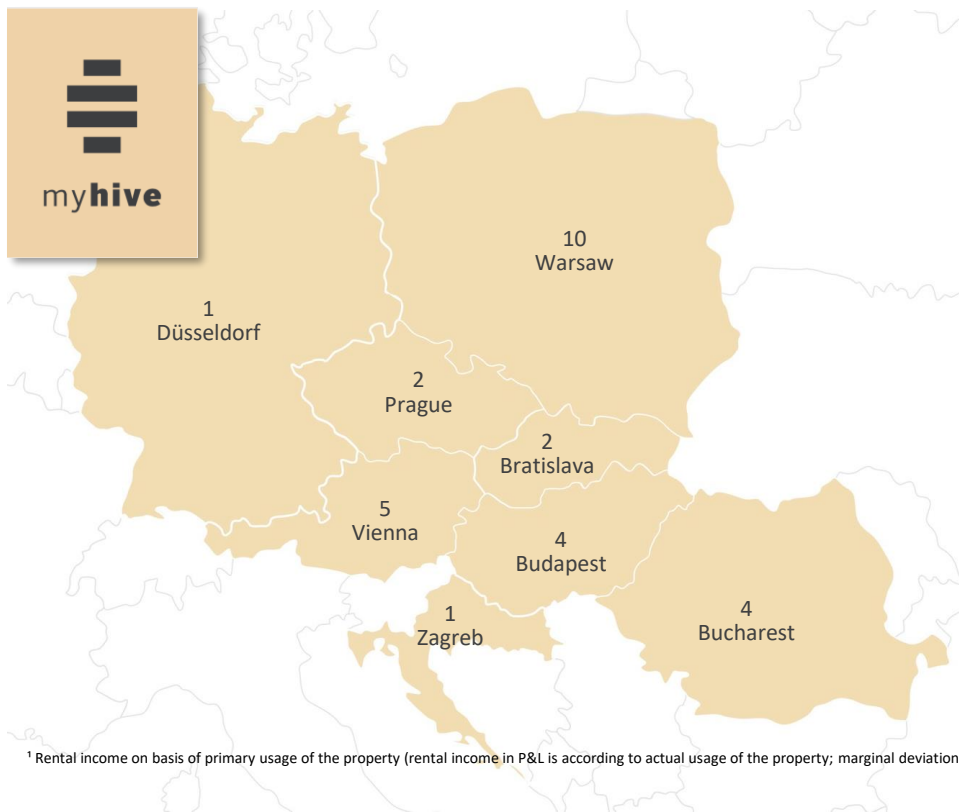 myhive
10
Warsaw
1
Düsseldorf
2
Prague
2
Bratislava
5
Vienna
4
Budapest
4
Bucharest
1
Zagreb
¹ Rental income on basis of primary usage of the property (rental income in P&L is according to actual usage of the property; marginal deviation